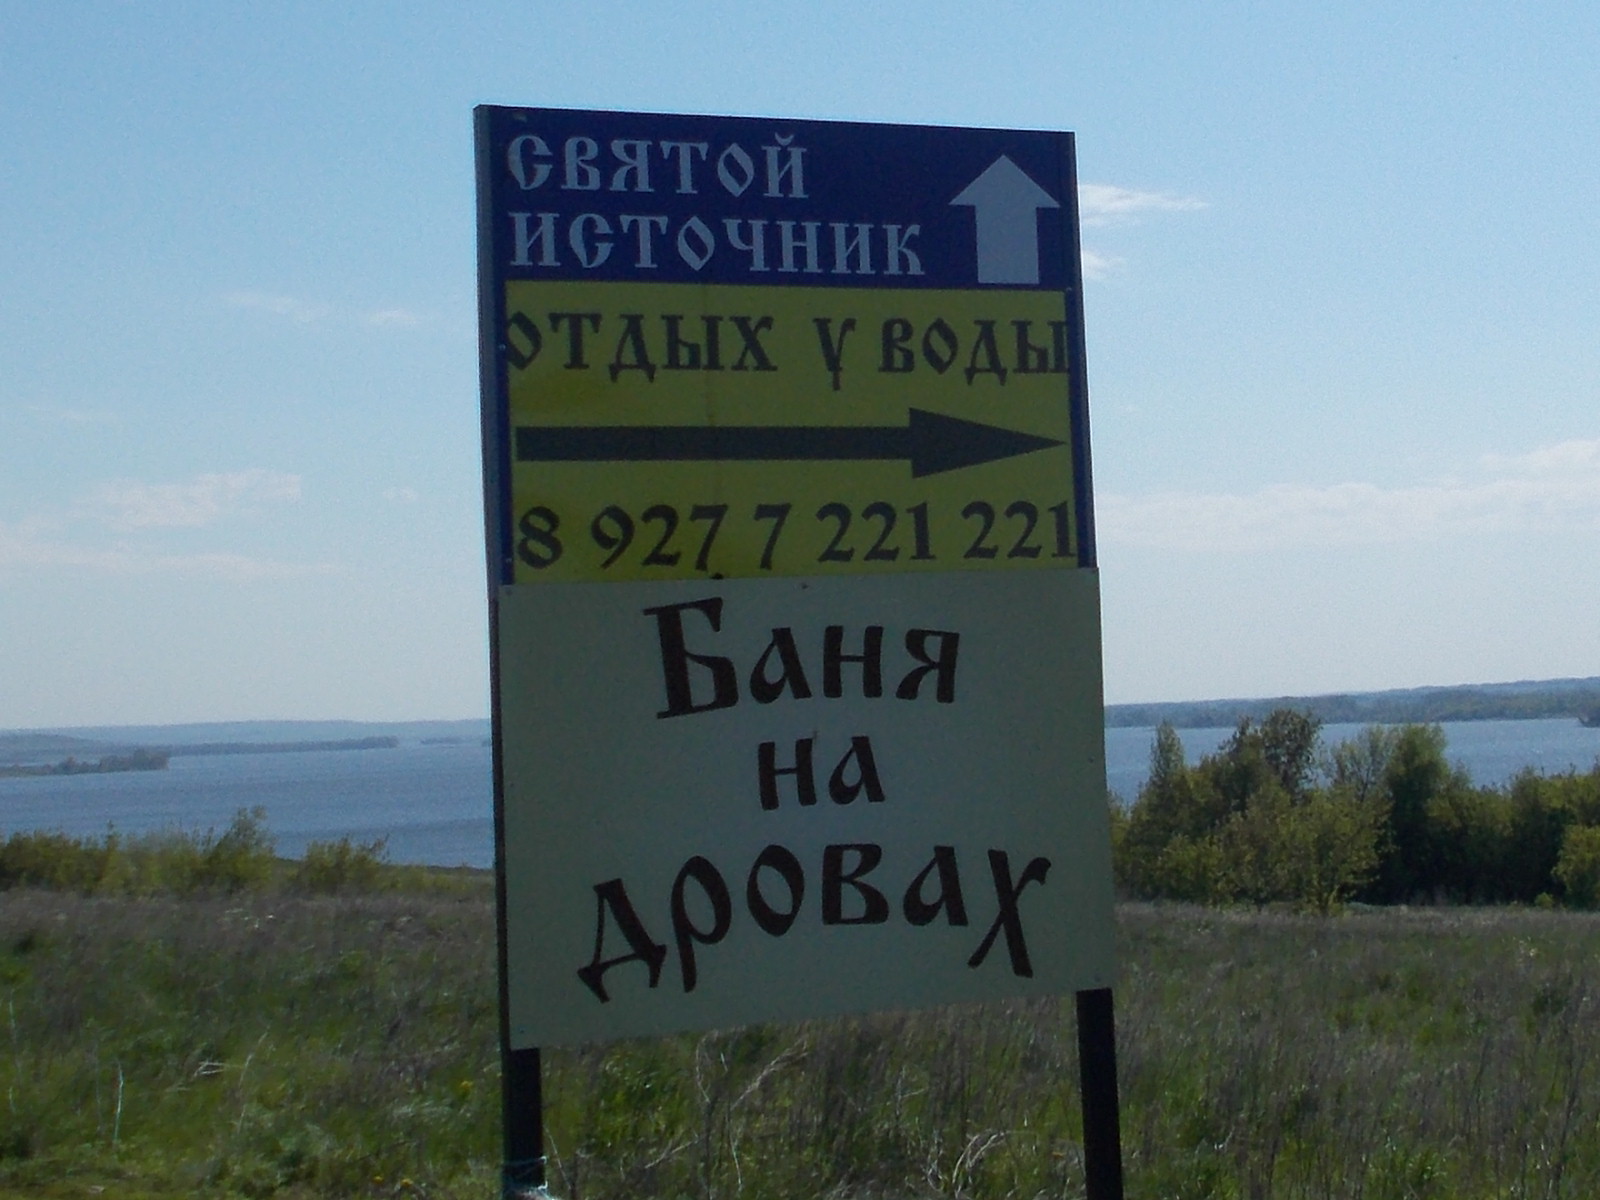 СВЯТОЙ
ИСТОЧНИК
ОТДЫХ У ВОДЫ
8 927 7 221 221
Баня
на
дровах